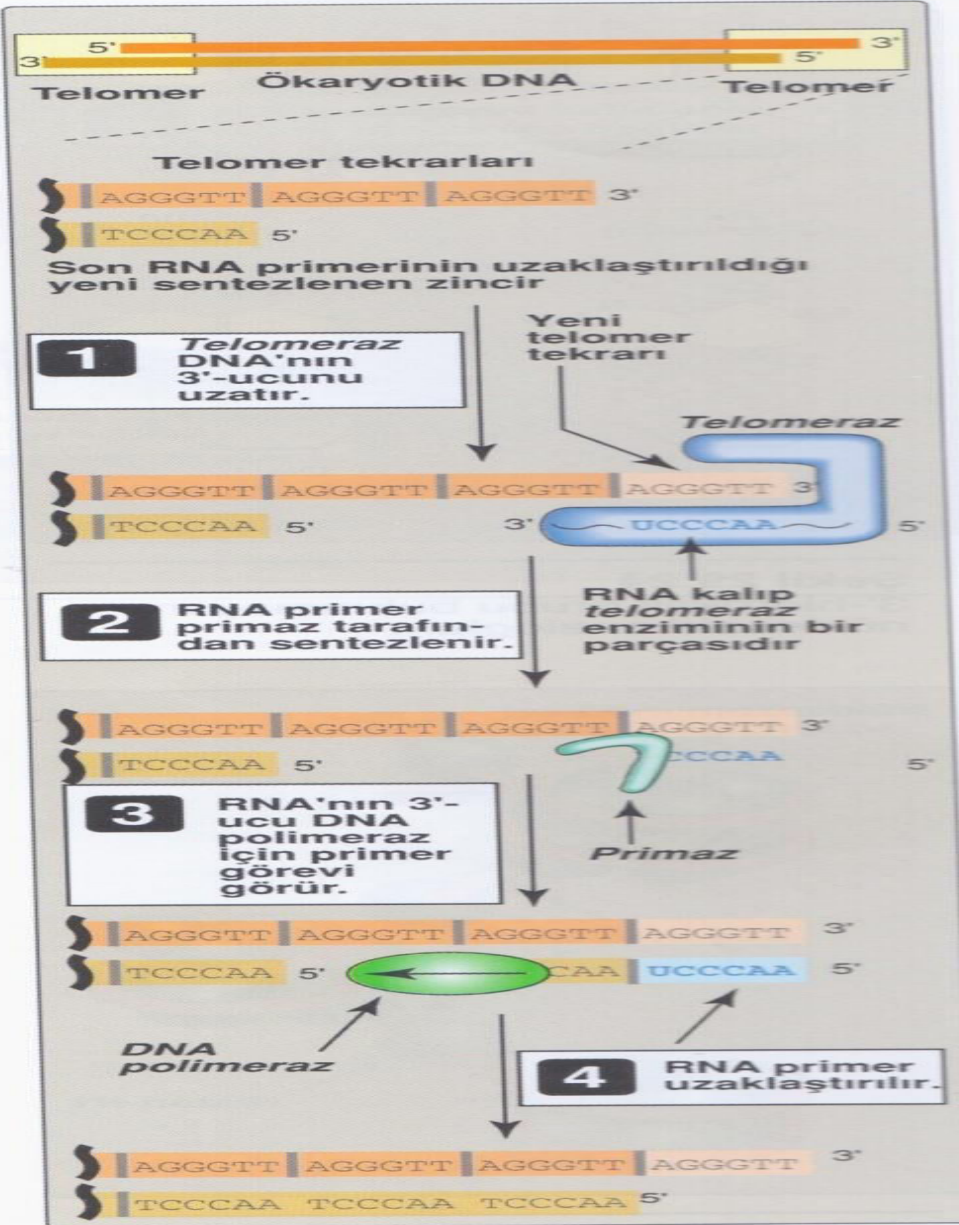 5' 3'
3' 5'
Telomer Ökaryotik DNA Telomer
Telomer tekrarları
AGGGTT AGGGTT AGGGTT 3'
TCCCAA 5'
Son RNA primerinin uzaklaştırıldığı
yeni sentezlenen zincir
Yeni
telomer
tekrarı
1 Telomeraz
DNA'nın
3'-ucunu
uzatır.
Telomeraz
AGGGTT AGGGTT AGGGTT AGGGTT 3'
TCCCAA 5' 3' UCCCAA 5'
2 RNA primer
primaz tarafın-
dan sentezlenir.
RNA kalıp
telomeraz
enziminin bir
parçasıdır
AGGGTT AGGGTT AGGGTT AGGGTT 3'
TCCCAA 5' CCCAA 5'
3 RNA'nın 3'-
ucu DNA
polimeraz
için primer
görevi
görür.
Primaz
AGGGTT AGGGTT AGGGTT AGGGTT 3'
TCCCAA 5' CAA UCCCAA 5'
DNA
polimeraz
4 RNA primer
uzaklaştırılır.
AGGGTT AGGGTT AGGGTT AGGGTT 3'
TCCCAA TCCCAA TCCCAA 5'